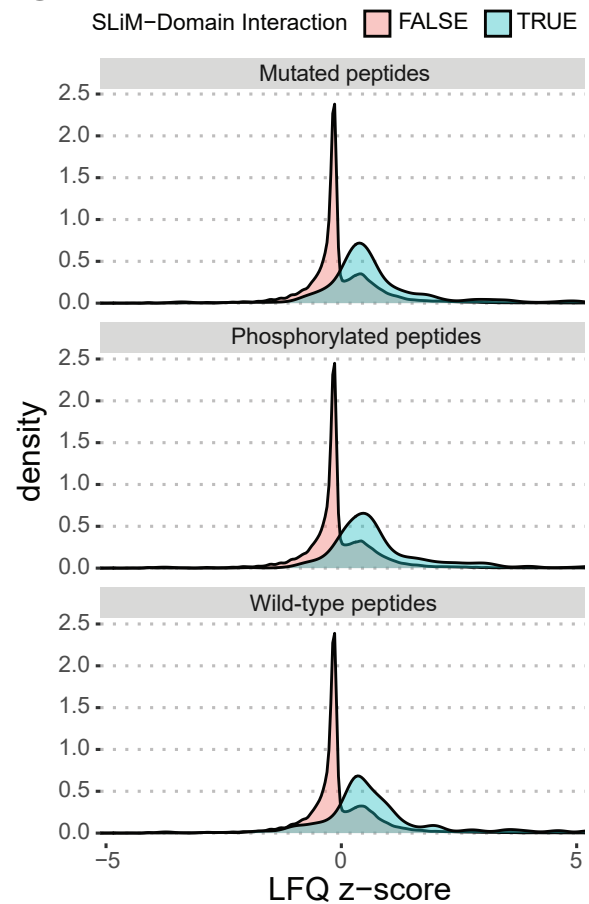 SLiM−Domain Interaction FALSE TRUE
Mutated peptides
2.5
2.0
1.5
1.0
0.5
0.0
Phosphorylated peptides
2.5
2.0
1.5
1.0
0.5
0.0
density
Wild-type peptides
2.5
2.0
1.5
1.0
0.5
0.0
−5 0 5
LFQ z−score